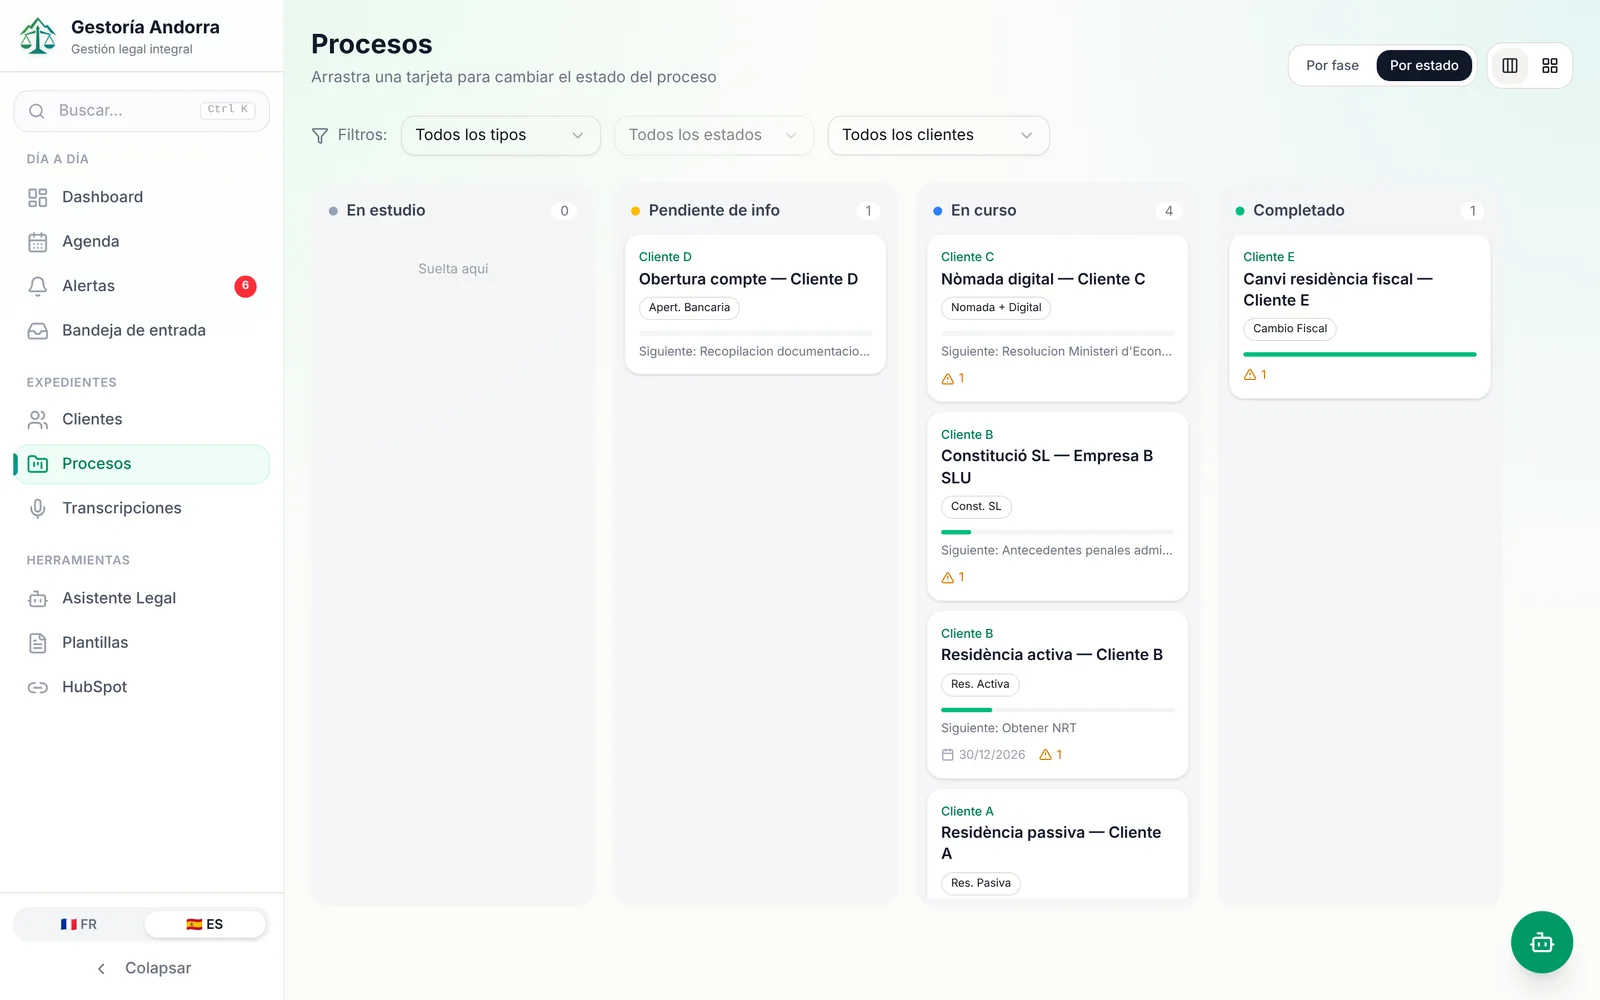 Gestoría Andorra
Gestión legal integral
Buscar...
Ctrl K
DÍA A DÍA
Dashboard
Agenda
Alertas
6
Bandeja de entrada
EXPEDIENTES
Clientes
Procesos
Transcripciones
HERRAMIENTAS
Asistente Legal
Plantillas
HubSpot
FR
ES
Colapsar
Procesos
Arrastra una tarjeta para cambiar el estado del proceso
Por fase
Por estado
Filtros:
Todos los tipos
Todos los estados
Todos los clientes
En estudio
0
Suelta aquí
Pendiente de info
1
Cliente D
Obertura compte — Cliente D
Apert. Bancaria
Siguiente: Recopilacion documentacio...
En curso
4
Cliente C
Nòmada digital — Cliente C
Nomada + Digital
Siguiente: Resolucion Ministeri d'Econ...
1
Cliente B
Constitució SL — Empresa B
SLU
Const. SL
Siguiente: Antecedentes penales admi...
1
Cliente B
Residència activa — Cliente B
Res. Activa
Siguiente: Obtener NRT
30/12/2026
1
Cliente A
Residència passiva — Cliente
A
Res. Pasiva
Completado
1
Cliente E
Canvi residència fiscal —
Cliente E
Cambio Fiscal
1